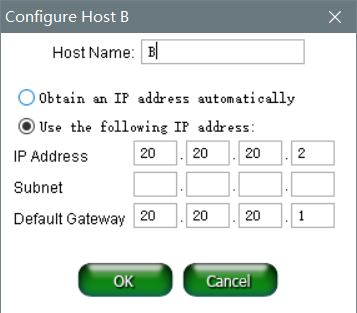 Configure Host B
Host Name: B
Obtain an IP address automatically
Use the following IP address:
IP Address 20 . 20 . 20 . 2
Subnet . . .
Default Gateway 20 . 20 . 20 . 1
OK Cancel